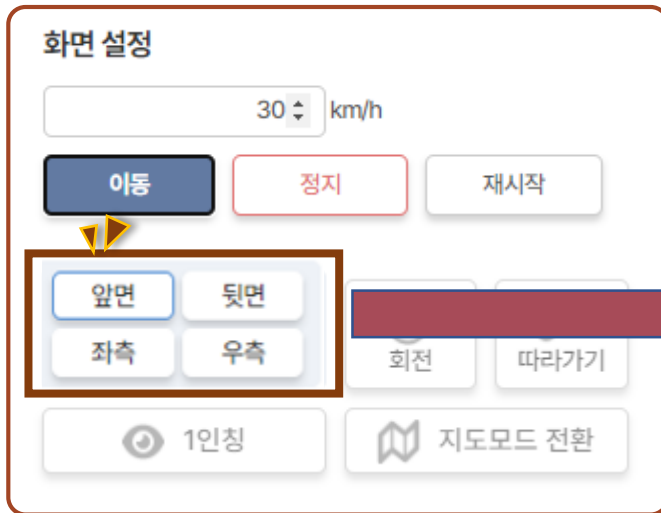 화면 설정
30 km/h
이동 정지 재시작
앞면 뒷면
좌측 우측
회전 따라가기
1인칭 지도모드 전환